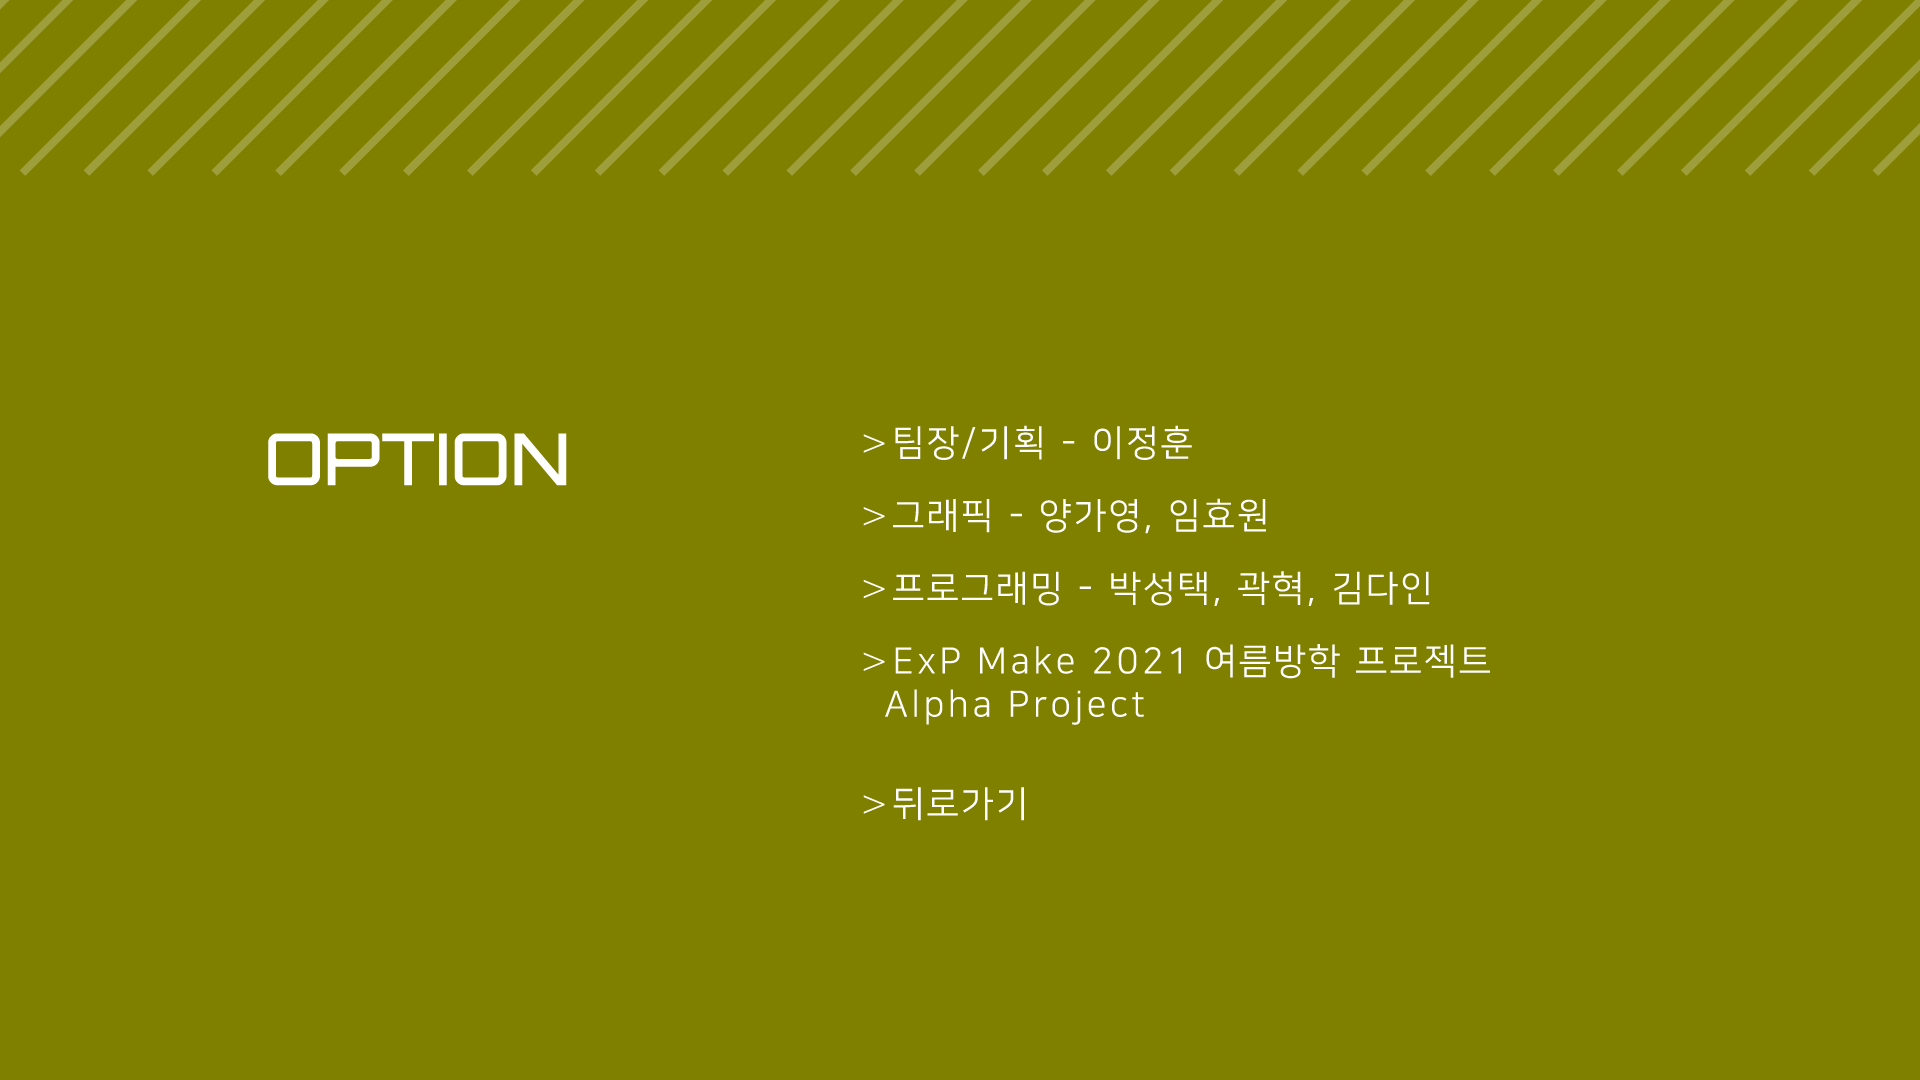 OPTION
>팀장/기획 - 이정훈
>그래픽 - 양가영, 임효원
>프로그래밍 - 박성택, 곽혁, 김다인
>ExP Make 2021 여름방학 프로젝트
Alpha Project
>뒤로가기